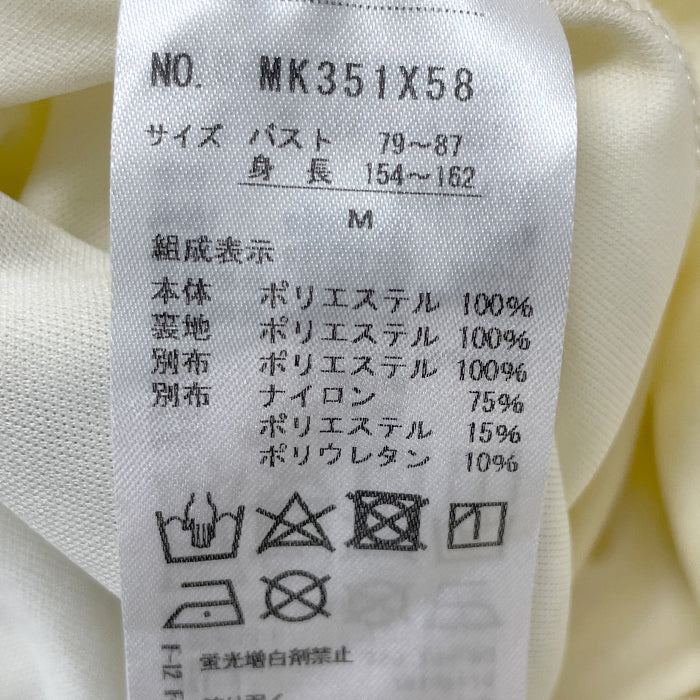 NO. MK351X58
サイズ バスト 79〜87
身長 154〜162
M
組成表示
本体 ポリエステル 100%
裏地 ポリエステル 100%
別布 ポリエステル 100%
別布 ナイロン 75%
ポリエステル 15%
ポリウレタン 10%
蛍光増白剤禁止